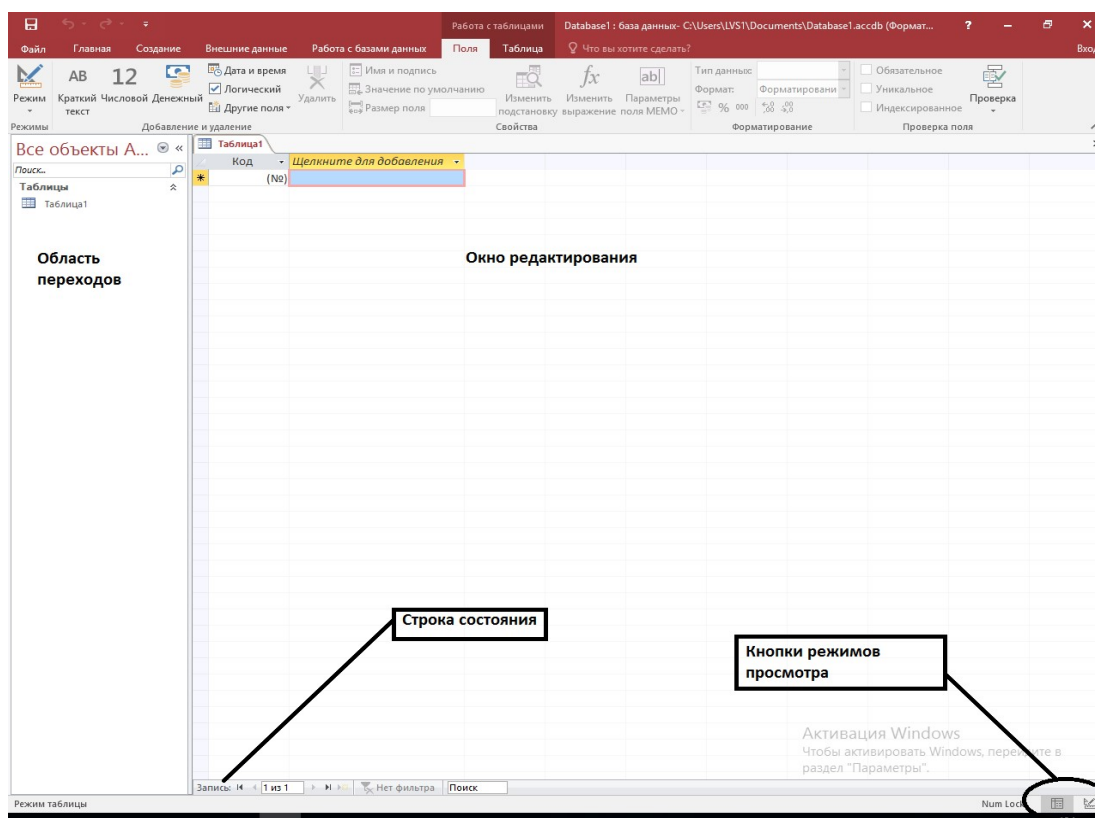 Работа с таблицами Database1 : база данных- C:\Users\LVS1\Documents\Database1.accdb (Формат... ?
Файл Главная Создание Внешние данные Работа с базами данных Поля Таблица Что вы хотите сделать?
АВ 12 Дата и время Имя и подпись fx ab| Тип данных: Обязательное
Логический Значение по умолчанию Формат: Форматировани Уникальное
Режим Краткий Числовой Денежный Удалить Изменить Изменить Параметры Проверка
текст Другие поля Размер поля подстановку выражение поля MEMO % 000 Индексированное
Режимы Добавление и удаление Свойства Форматирование Проверка поля
Все объекты A... «
Поиск...
Таблицы
Таблица1
Таблица1
Код Щелкните для добавления
* (№)
Область
переходов
Окно редактирования
Строка состояния
Кнопки режимов
просмотра
Активация Windows
Чтобы активировать Windows,
раздел "Параметры".
Запись: 1 из 1 Нет фильтра Поиск
Режим таблицы Num Lock